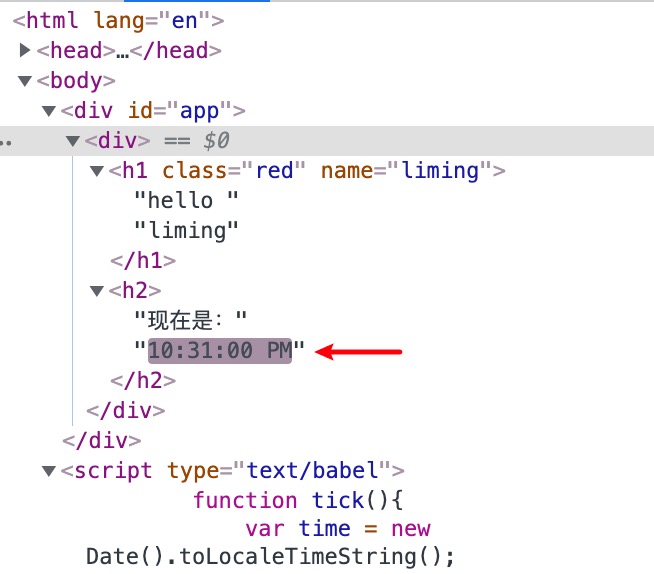 <html lang="en">
<head>…</head>
<body>
<div id="app">
<div> == $0
<h1 class="red" name="liming">
"hello "
"liming"
</h1>
<h2>
"现在是："
"10:31:00 PM"
</h2>
</div>
</div>
<script type="text/babel">
function tick(){
var time = new
Date().toLocaleTimeString();